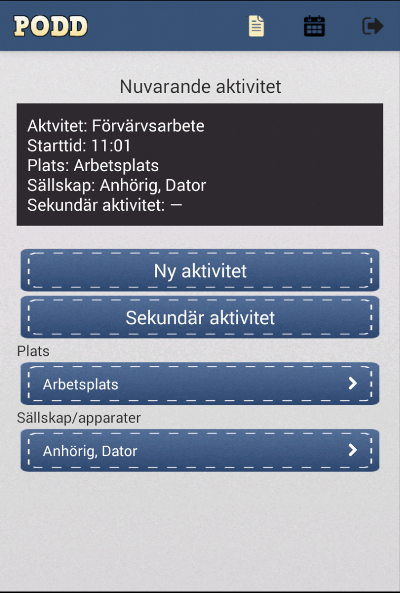 PODD
Nuvarande aktivitet
Aktvitet: Förvärvsarbete
Starttid: 11:01
Plats: Arbetsplats
Sällskap: Anhörig, Dator
Sekundär aktivitet: —
Ny aktivitet
Sekundär aktivitet
Plats
Arbetsplats
Sällskap/apparater
Anhörig, Dator